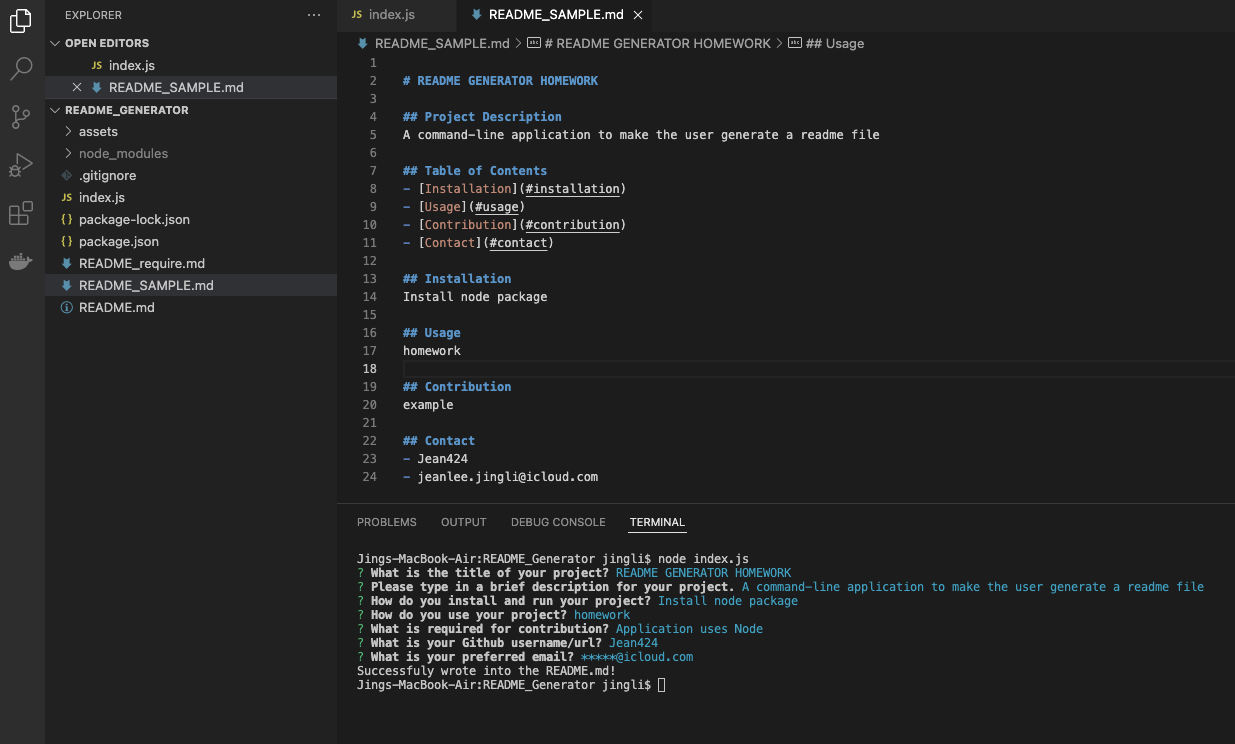 EXPLORER
OPEN EDITORS
JS index.js
README_SAMPLE.md
README_GENERATOR
assets
node_modules
.gitignore
JS index.js
{} package-lock.json
{} package.json
README_require.md
README_SAMPLE.md
README.md
JS index.js
README_SAMPLE.md
README_SAMPLE.md > # README GENERATOR HOMEWORK > ## Usage
1
2 # README GENERATOR HOMEWORK
3
4 ## Project Description
5 A command-line application to make the user generate a readme file
6
7 ## Table of Contents
8 - [Installation](#installation)
9 - [Usage](#usage)
10 - [Contribution](#contribution)
11 - [Contact](#contact)
12
13 ## Installation
14 Install node package
15
16 ## Usage
17 homework
18
19 ## Contribution
20 example
21
22 ## Contact
23 - Jean424
24 - jeanlee.jingli@icloud.com
PROBLEMS OUTPUT DEBUG CONSOLE TERMINAL
Jings-MacBook-Air:README_Generator jingli$ node index.js
? What is the title of your project? README GENERATOR HOMEWORK
? Please type in a brief description for your project. A command-line application to make the user generate a readme file
? How do you install and run your project? Install node package
? How do you use your project? homework
? What is required for contribution? Application uses Node
? What is your Github username/url? Jean424
? What is your preferred email? *****@icloud.com
Successfuly wrote into the README.md!
Jings-MacBook-Air:README_Generator jingli$